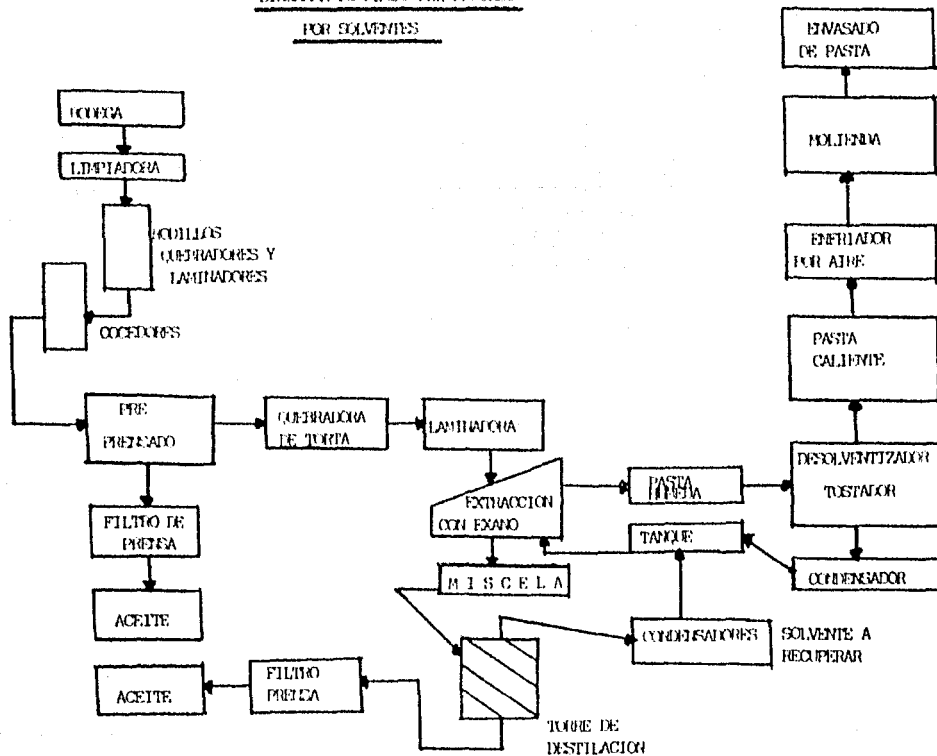 POR SOLVENTES
ENVASADO
DE PASTA
BODEGA
MOLIENDA
LIMPIADORA
RODILLOS
QUEBRADORES Y
LAMINADORES
ENFRIADOR
POR AIRE
COCEDORES
PASTA
CALIENTE
PRE
PRENSADO
QUEBRADORA
DE TORTA
LAMINADORA
EXTRACCION
CON EXANO
PASTA
HUMEDA
DESOLVENTIZADOR
TOSTADOR
FILTRO DE
PRENSA
TANQUE
CONDENSADOR
MISCELA
ACEITE
CONDENSADORES
SOLVENTE A
RECUPERAR
ACEITE
FILTRO
PRENSA
TORRE DE
DESTILACION